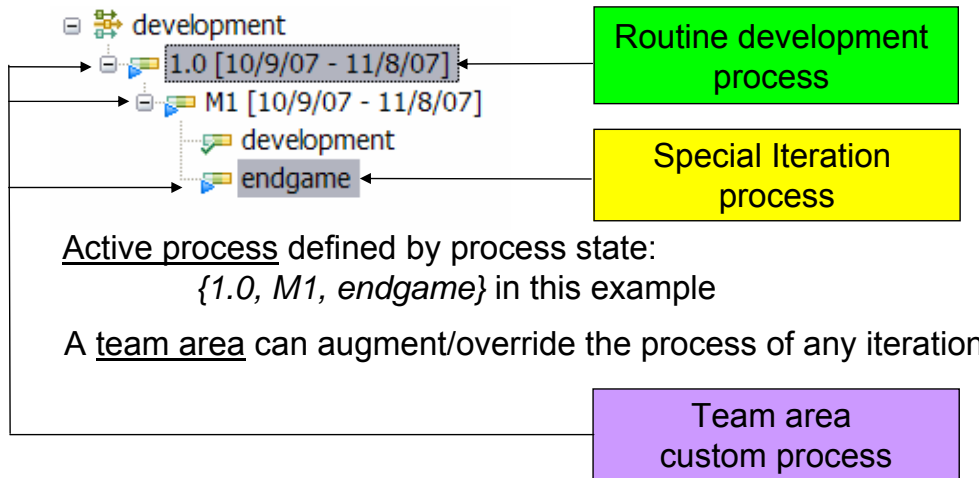 development
1.0 [10/9/07 - 11/8/07]
M1 [10/9/07 - 11/8/07]
development
endgame
Routine development
process
Special Iteration
process
Active process defined by process state:
{1.0, M1, endgame} in this example
A team area can augment/override the process of any iteration
Team area
custom process